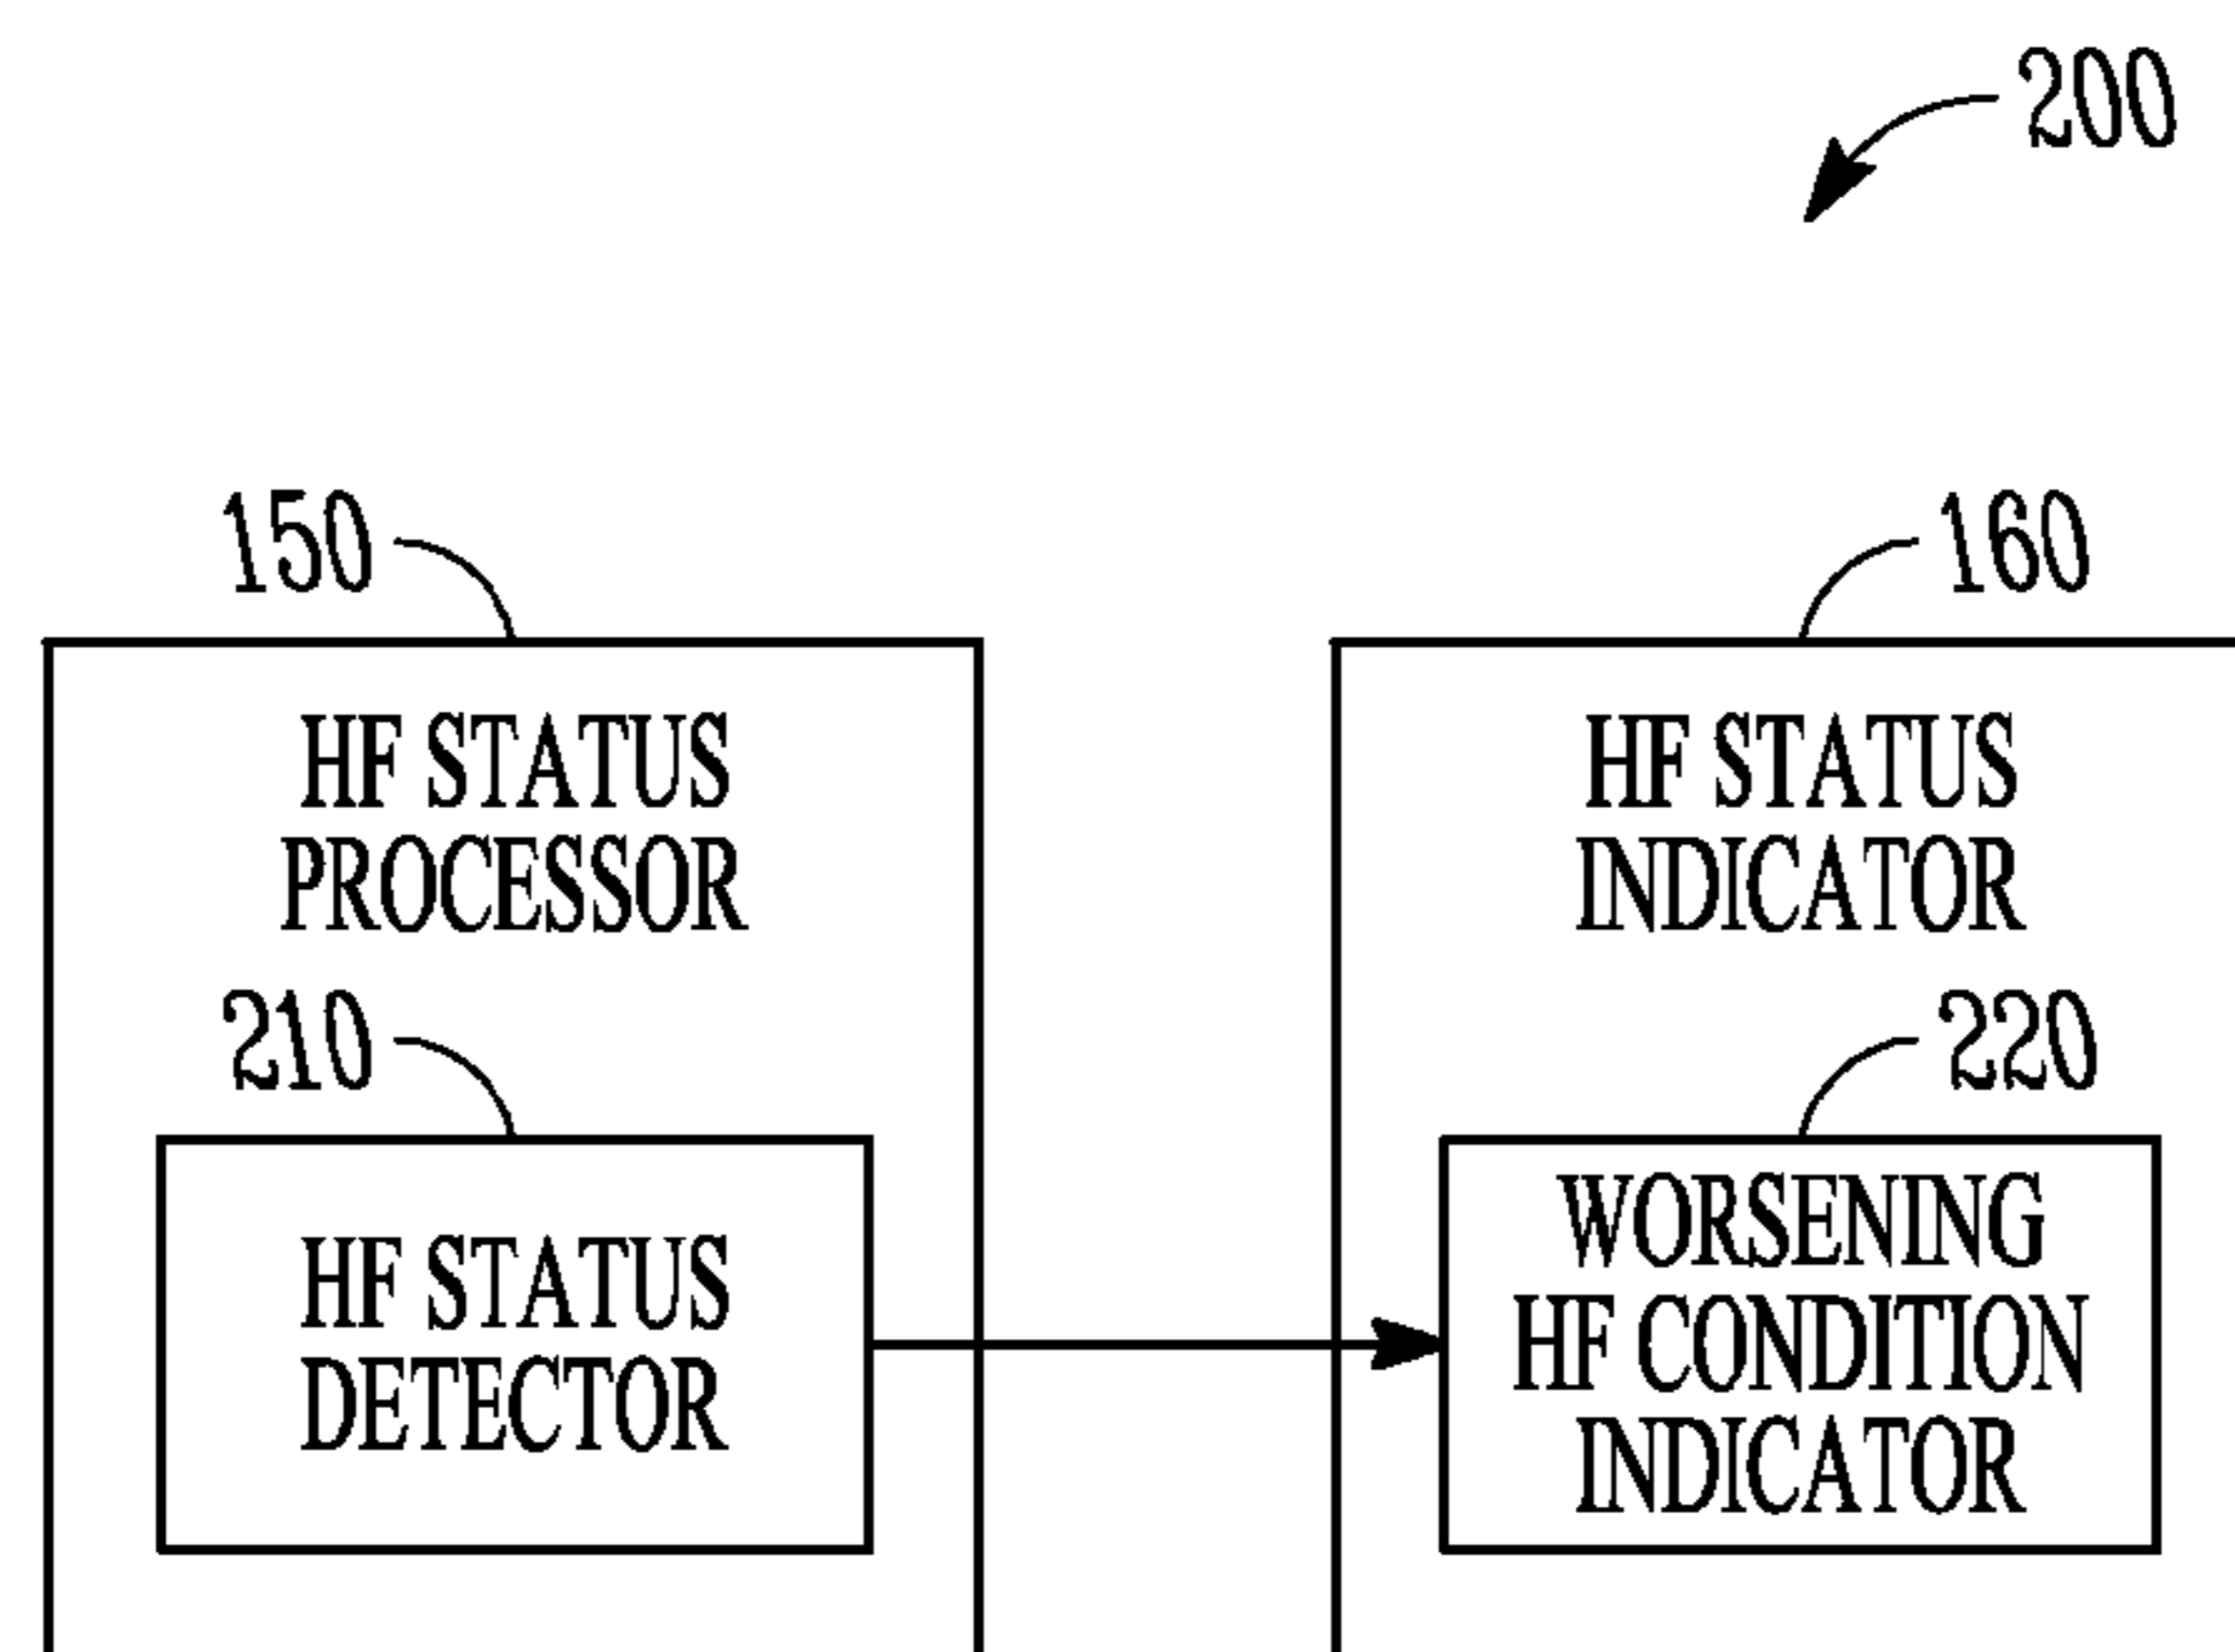 200
150
160
HF STATUS
PROCESSOR
HF STATUS
INDICATOR
210
220
HF STATUS
DETECTOR
WORSENING
HF CONDITION
INDICATOR